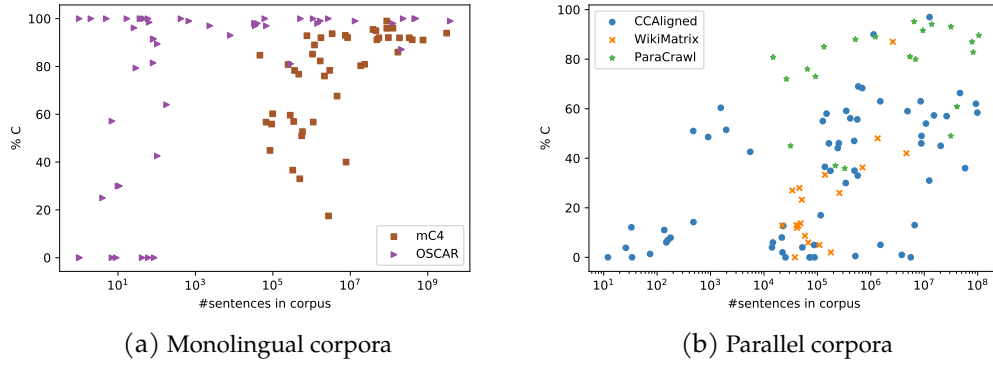 100
80
60
40
20
0
% C
10^1
10^3
10^5
10^7
10^9
#sentences in corpus
mC4
OSCAR
(a) Monolingual corpora
100
80
60
40
20
0
% C
10^1
10^2
10^3
10^4
10^5
10^6
10^7
10^8
#sentences in corpus
CCAligned
WikiMatrix
ParaCrawl
(b) Parallel corpora